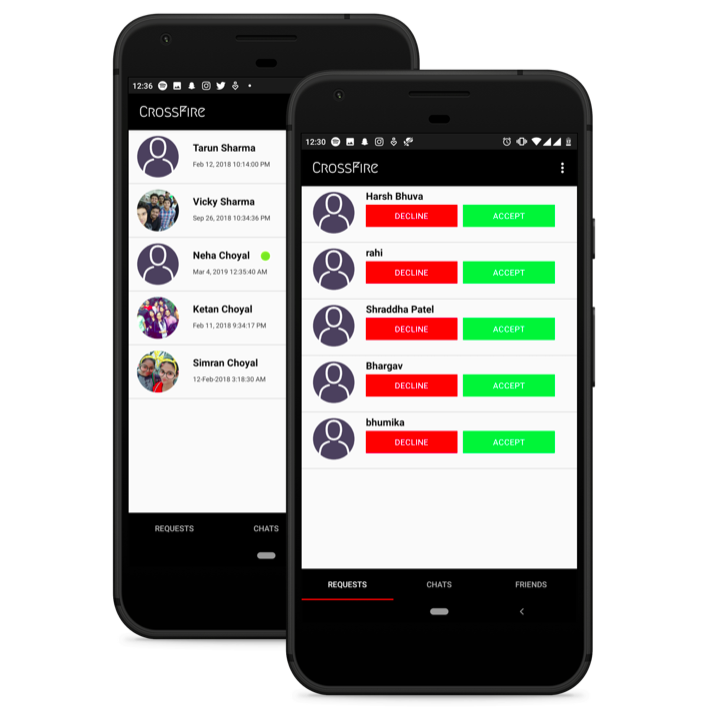 12:36
CROSSFIRE
Tarun Sharma
Feb 12, 2018 10:14:00 PM
Vicky Sharma
Sep 26, 2018 10:34:36 PM
Neha Choyal
Mar 4, 2019 12:35:40 AM
Ketan Choyal
Feb 11, 2018 9:34:17 PM
Simran Choyal
12-Feb-2018 3:18:30 AM
REQUESTS CHATS
12:30
CROSSFIRE
Harsh Bhuva
DECLINE ACCEPT
rahi
DECLINE ACCEPT
Shraddha Patel
DECLINE ACCEPT
Bhargav
DECLINE ACCEPT
bhumika
DECLINE ACCEPT
REQUESTS CHATS FRIENDS